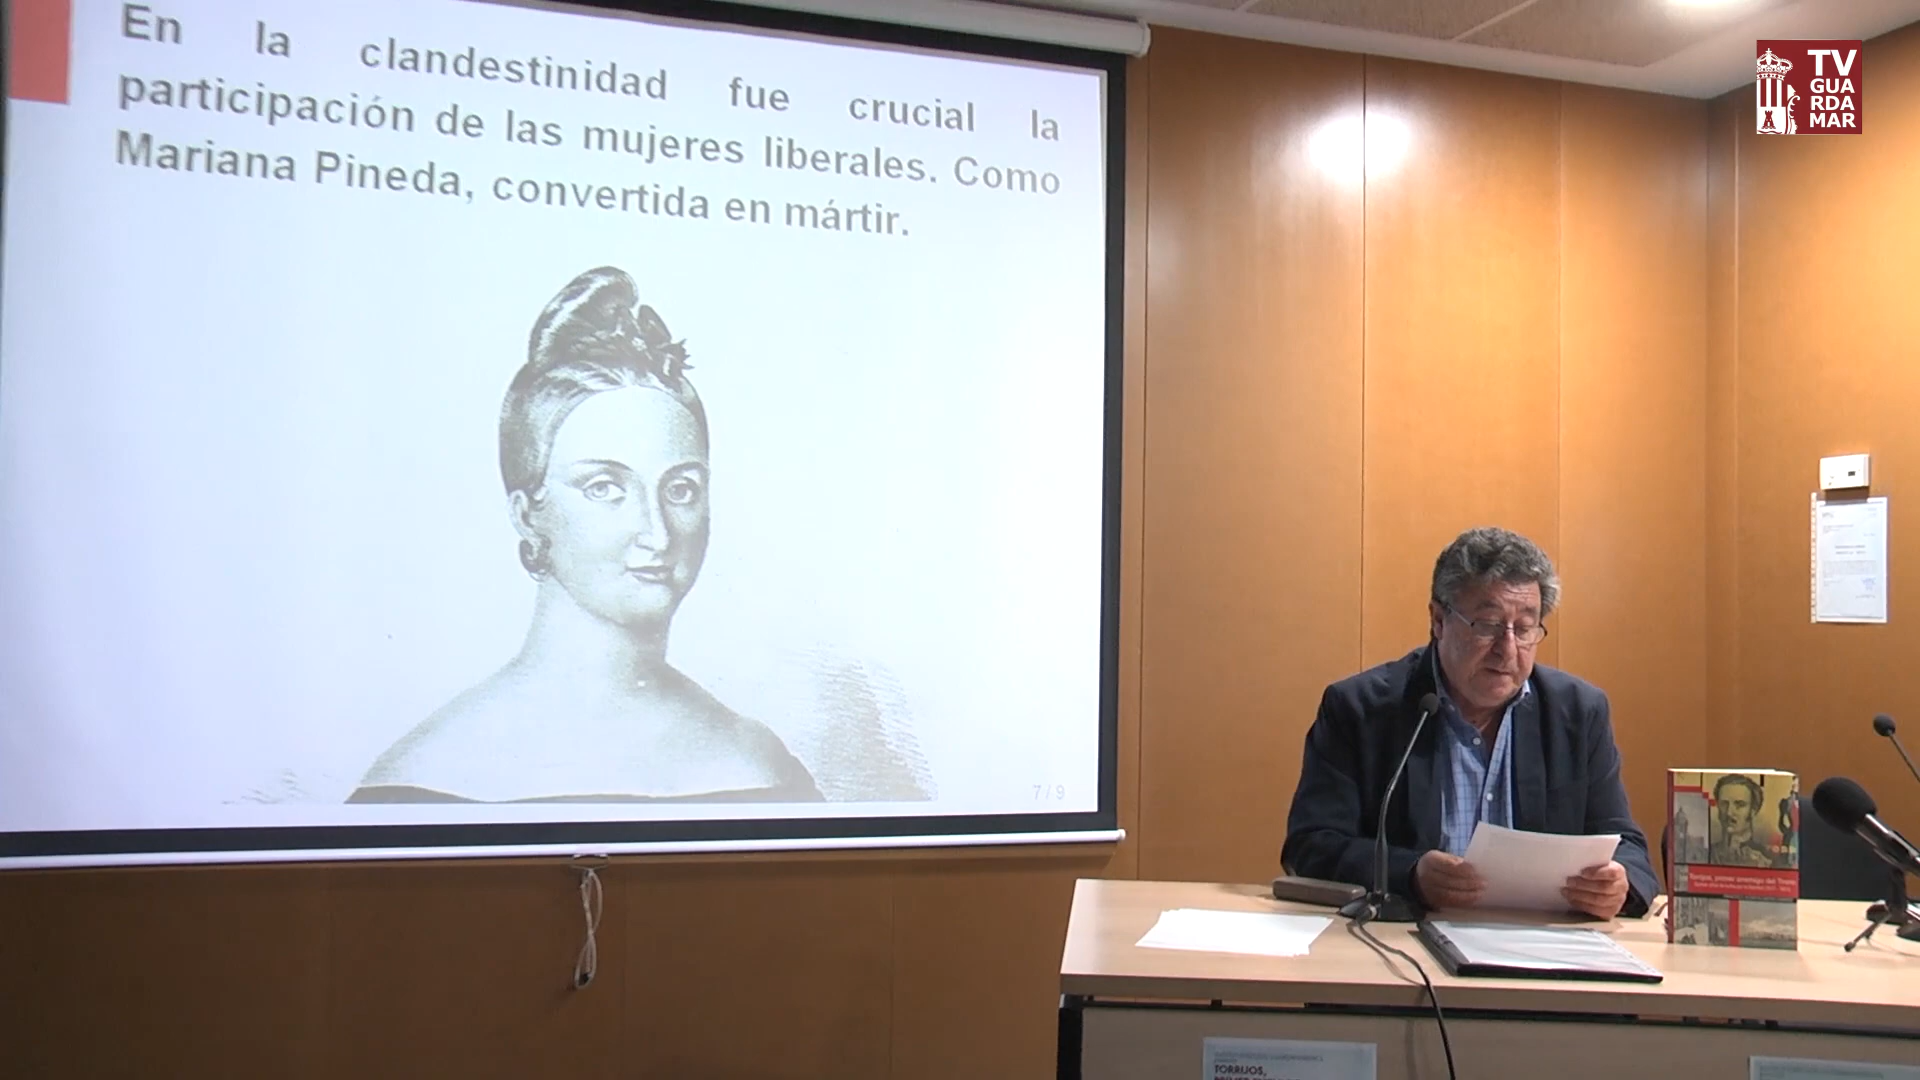 En la clandestinidad fue crucial la
participación de las mujeres liberales. Como
Mariana Pineda, convertida en mártir.
7 / 9
TV
GUA
RDA
MAR
TORRIJOS,